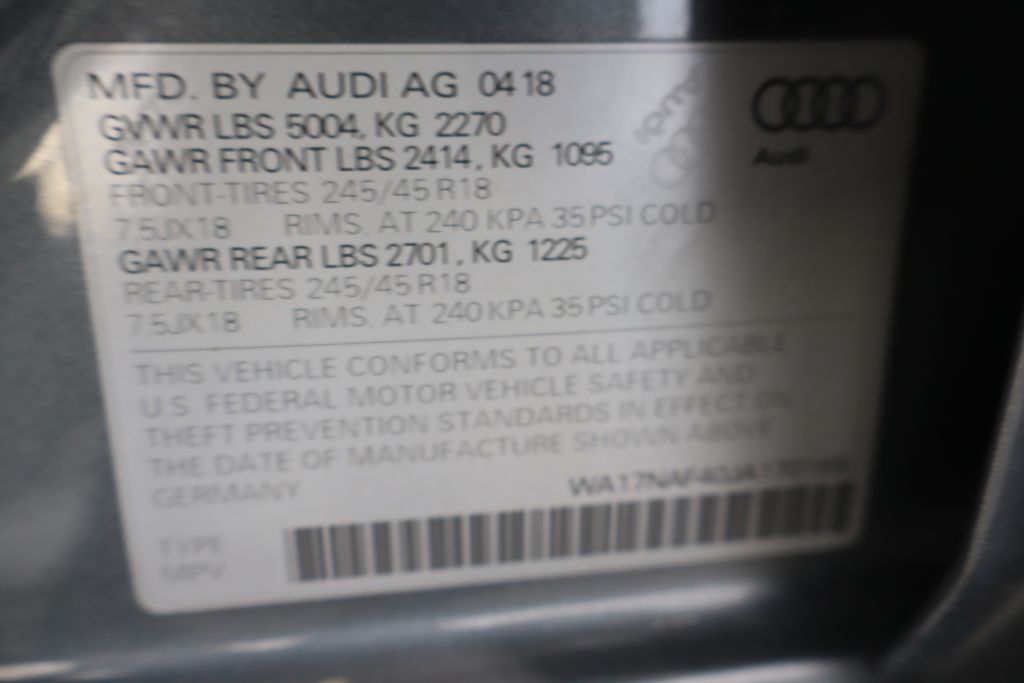 MFD. BY AUDI AG 04 18
GVWR LBS 5004, KG 2270
GAWR FRONT LBS 2414, KG 1095
FRONT-TIRES 245/45 R18
7.5JX18 RIMS, AT 240 KPA 35 PSI COLD
GAWR REAR LBS 2701, KG 1225
REAR-TIRES 245/45 R18
7.5JX18 RIMS, AT 240 KPA 35 PSI COLD
THIS VEHICLE CONFORMS TO ALL APPLICABLE
U.S. FEDERAL MOTOR VEHICLE SAFETY AND
THEFT PREVENTION STANDARDS IN EFFECT ON
THE DATE OF MANUFACTURE SHOWN ABOVE
GERMANY
TYPE
MPV
Audi